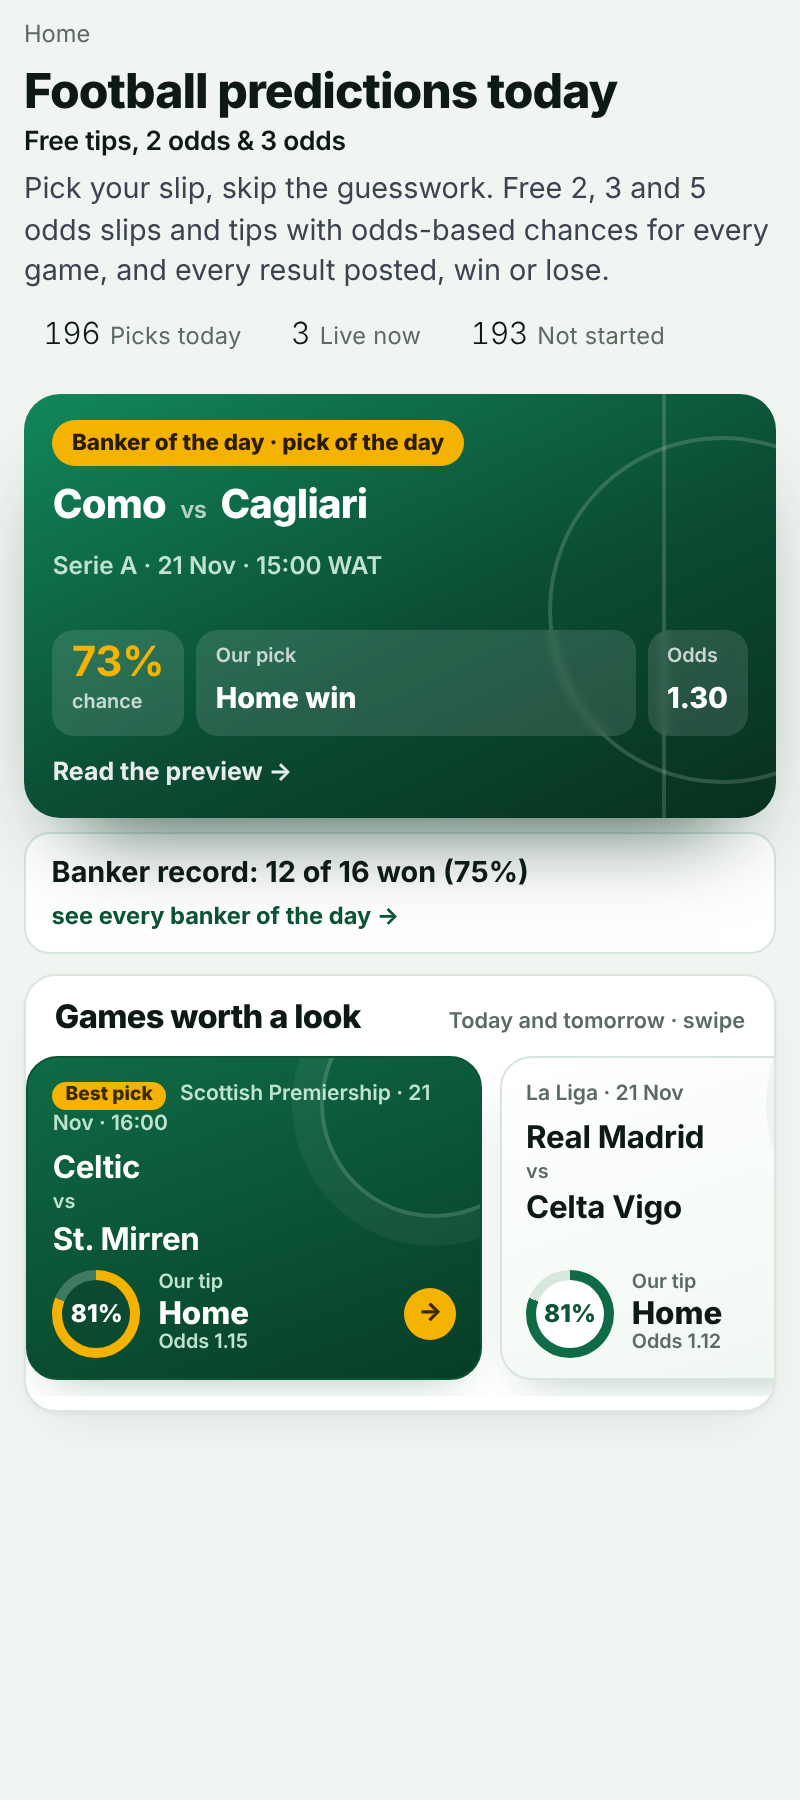 Home
Football predictions today
Free tips, 2 odds & 3 odds
Pick your slip, skip the guesswork. Free 2, 3 and 5
odds slips and tips with odds-based chances for every
game, and every result posted, win or lose.
196 Picks today 3 Live now 193 Not started
Banker of the day · pick of the day
Como vs Cagliari
Serie A · 21 Nov · 15:00 WAT
73%
chance
Our pick
Home win
Odds
1.30
Read the preview →
Banker record: 12 of 16 won (75%)
see every banker of the day →
Games worth a look
Today and tomorrow · swipe
Best pick Scottish Premiership · 21
Nov · 16:00
Celtic
vs
St. Mirren
81%
Our tip
Home
Odds 1.15
→
La Liga · 21 Nov
Real Madrid
vs
Celta Vigo
81%
Our tip
Home
Odds 1.12